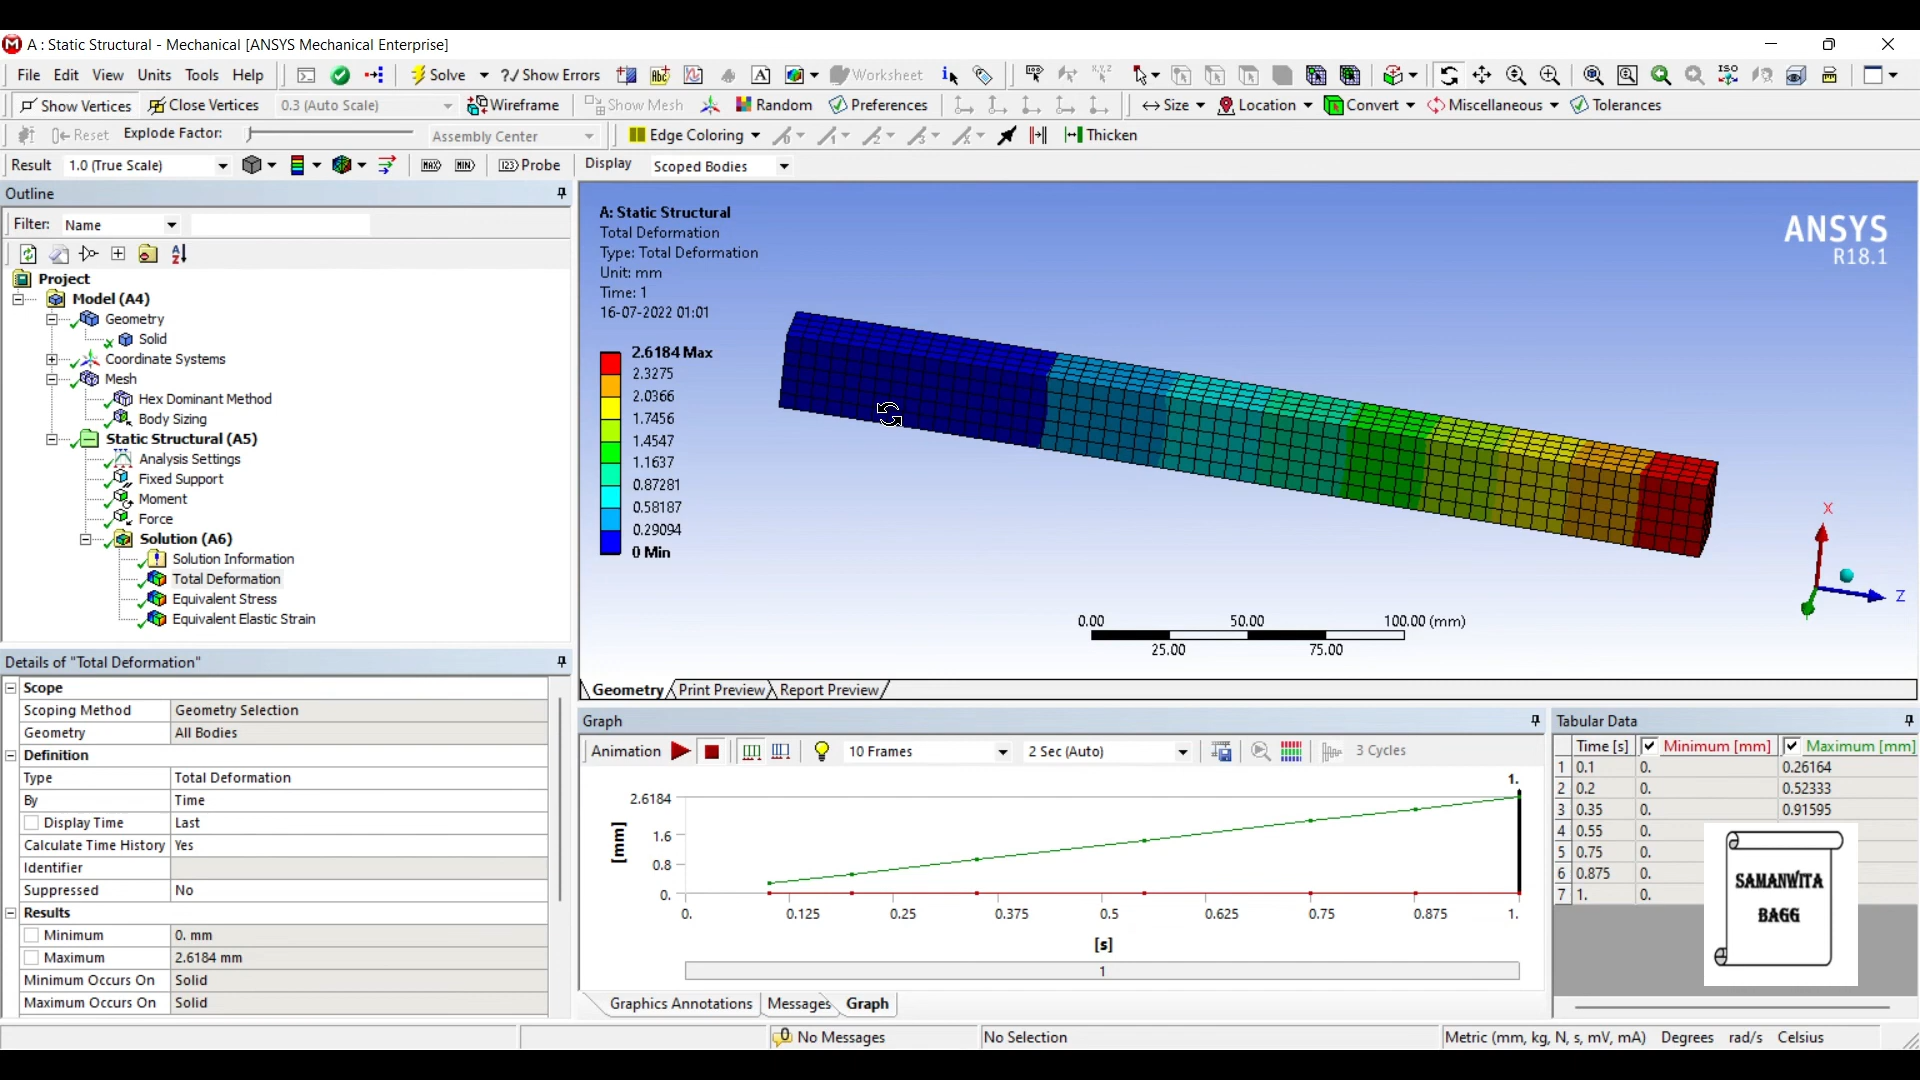 A : Static Structural - Mechanical [ANSYS Mechanical Enterprise]
File Edit View Units Tools Help Solve ?/ Show Errors Worksheet
Show Vertices Close Vertices 0.3 (Auto Scale) Wireframe Show Mesh Random Preferences Size Location Convert Miscellaneous Tolerances
Reset Explode Factor: Assembly Center Edge Coloring Thicken
Result 1.0 (True Scale) MAX MIN Probe Display Scoped Bodies
Outline
Filter: Name
Project
Model (A4)
Geometry
Solid
Coordinate Systems
Mesh
Hex Dominant Method
Body Sizing
Static Structural (A5)
Analysis Settings
Fixed Support
Moment
Force
Solution (A6)
Solution Information
Total Deformation
Equivalent Stress
Equivalent Elastic Strain
Details of "Total Deformation"
Scope
Scoping Method Geometry Selection
Geometry All Bodies
Definition
Type Total Deformation
By Time
Display Time Last
Calculate Time History Yes
Identifier
Suppressed No
Results
Minimum 0. mm
Maximum 2.6184 mm
Minimum Occurs On Solid
Maximum Occurs On Solid
A: Static Structural
Total Deformation
Type: Total Deformation
Unit: mm
Time: 1
16-07-2022 01:01
2.6184 Max
2.3275
2.0366
1.7456
1.4547
1.1637
0.87281
0.58187
0.29094
0 Min
ANSYS
R18.1
X
Z
0.00 50.00 100.00 (mm)
25.00 75.00
Geometry Print Preview Report Preview
Graph
Animation 10 Frames 2 Sec (Auto) 3 Cycles
1.
2.6184
1.6
0.8
0.
[mm]
0. 0.125 0.25 0.375 0.5 0.625 0.75 0.875 1.
[s]
1
Graphics Annotations Messages Graph
Tabular Data
Time [s] Minimum [mm] Maximum [mm]
1 0.1 0. 0.26164
2 0.2 0. 0.52333
3 0.35 0. 0.91595
4 0.55 0.
5 0.75 0.
6 0.875 0.
7 1. 0.
SAMANWITA
BAGG
No Messages No Selection Metric (mm, kg, N, s, mV, mA) Degrees rad/s Celsius